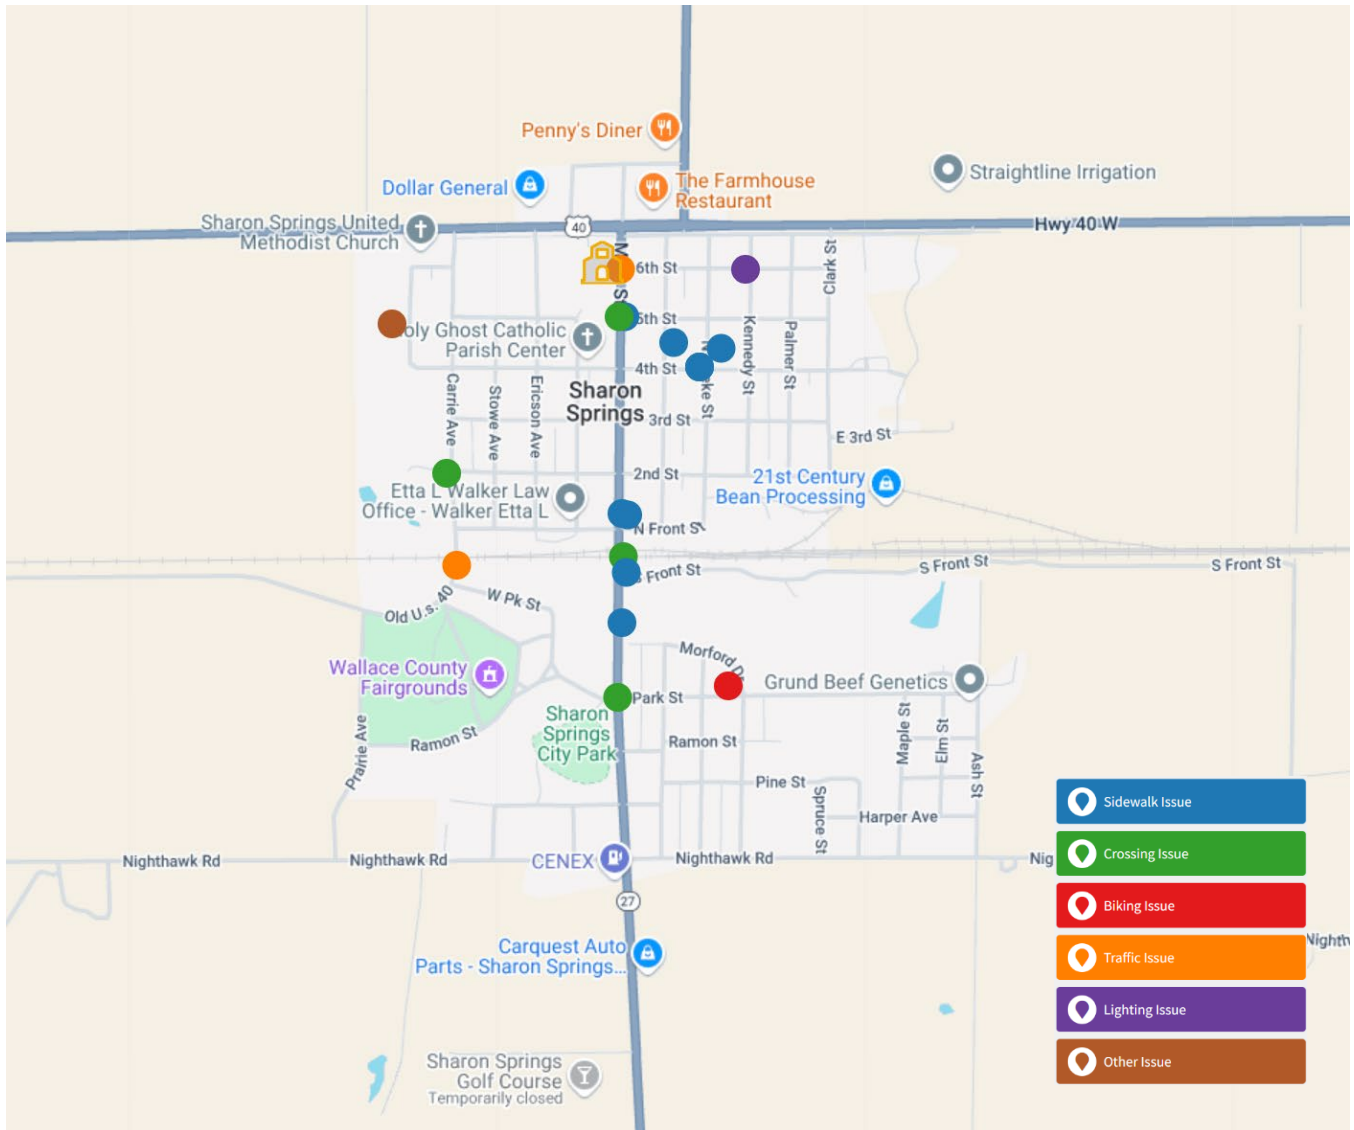 Penny's Diner
Dollar General
The Farmhouse
Restaurant
Straightline Irrigation
Sharon Springs United
Methodist Church
40
Hwy 40 W
6th St
Clark St
5th St
oly Ghost Catholic
Parish Center
Kennedy St
Palmer St
4th St
Sharon
Springs
Carrie Ave
Stowe Ave
Ericson Ave
3rd St
E 3rd St
2nd St
21st Century
Bean Processing
Etta L Walker Law
Office - Walker Etta L
N Front St
S Front St
S Front St
S Front St
Old U.s. 40
W Pk St
Morford Dr
Wallace County
Fairgrounds
Grund Beef Genetics
Park St
Sharon
Springs
City Park
Ramon St
Ramon St
Maple St
Elm St
Ash St
Prairie Ave
Pine St
Spruce St
Harper Ave
Sidewalk Issue
Crossing Issue
Nighthawk Rd
Nighthawk Rd
CENEX
Nighthawk Rd
Nig
27
Biking Issue
Nighth
Carquest Auto
Parts - Sharon Springs...
Traffic Issue
Lighting Issue
Other Issue
Sharon Springs
Golf Course
Temporarily closed